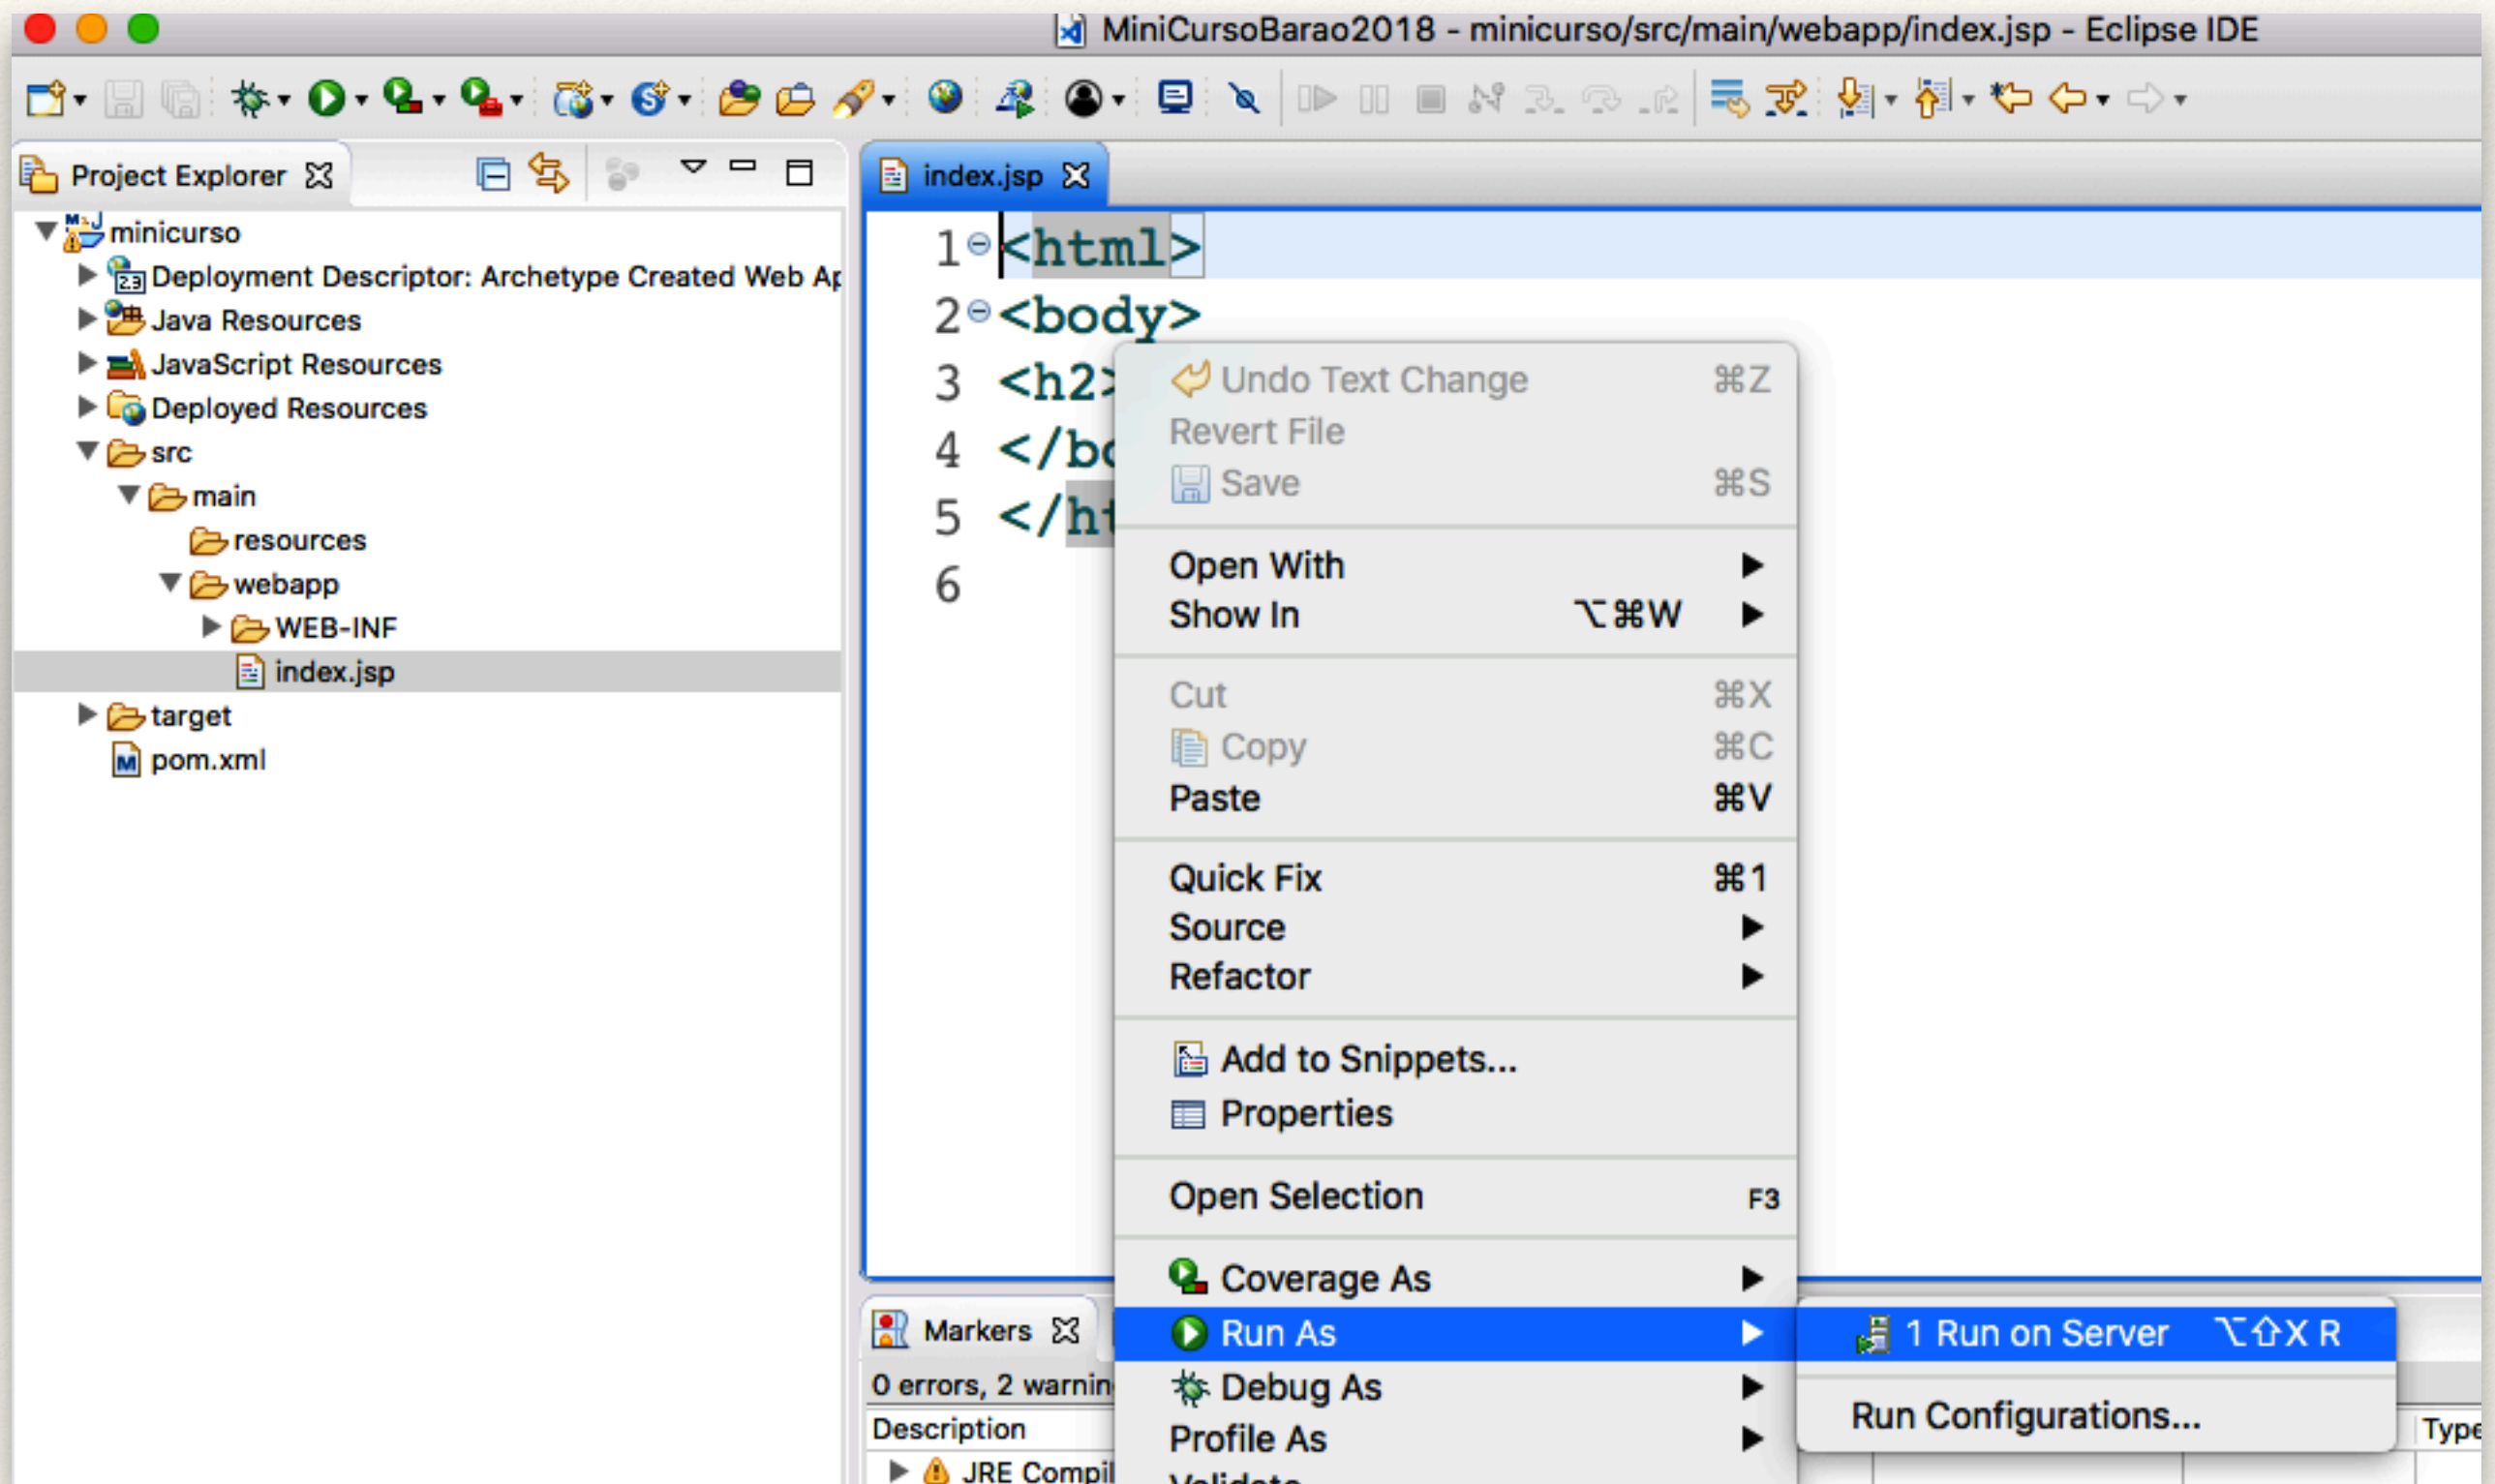 MiniCursoBarao2018 - minicurso/src/main/webapp/index.jsp - Eclipse IDE
Project Explorer
minicurso
Deployment Descriptor: Archetype Created Web Ap
Java Resources
JavaScript Resources
Deployed Resources
src
main
resources
webapp
WEB-INF
index.jsp
target
pom.xml
index.jsp
1 <html>
2 <body>
3 <h2>
4 </bo
5 </ht
6
Undo Text Change ⌘Z
Revert File
Save ⌘S
Open With
Show In ⌥⌘W
Cut ⌘X
Copy ⌘C
Paste ⌘V
Quick Fix ⌘1
Source
Refactor
Add to Snippets...
Properties
Open Selection F3
Coverage As
Run As
Debug As
Profile As
Validate
1 Run on Server ⌥⇧X R
Run Configurations...
Markers
0 errors, 2 warnin
Description
Type
JRE Compil